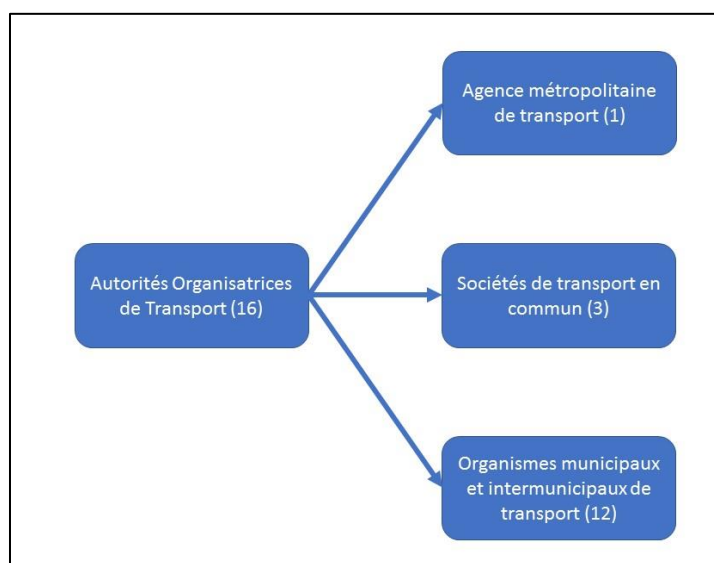 Agence métropolitaine
de transport (1)
Autorités Organisatrices
de Transport (16)
Sociétés de transport en
commun (3)
Organismes municipaux
et intermunicipaux de
transport (12)